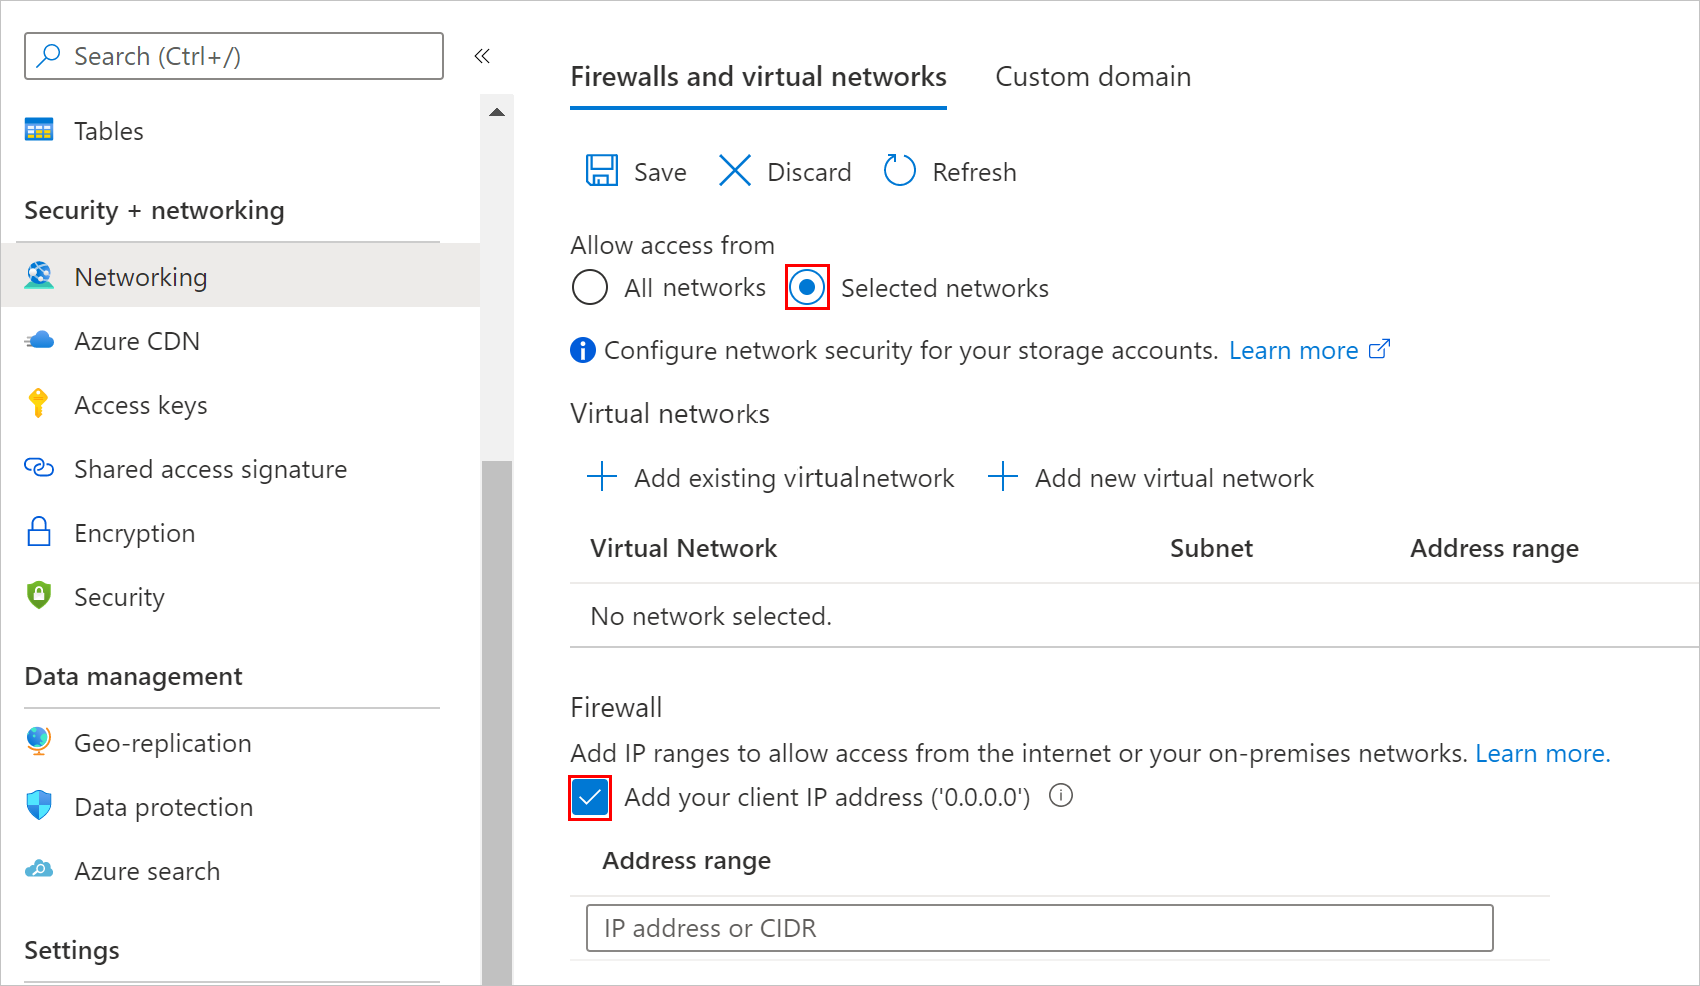 Search (Ctrl+/)
Tables
Security + networking
Networking
Azure CDN
Access keys
Shared access signature
Encryption
Security
Data management
Geo-replication
Data protection
Azure search
Settings
Firewalls and virtual networks Custom domain
Save Discard Refresh
Allow access from
All networks Selected networks
Configure network security for your storage accounts. Learn more
Virtual networks
Add existing virtualnetwork Add new virtual network
Virtual Network Subnet Address range
No network selected.
Firewall
Add IP ranges to allow access from the internet or your on-premises networks. Learn more.
Add your client IP address ('0.0.0.0')
Address range
IP address or CIDR